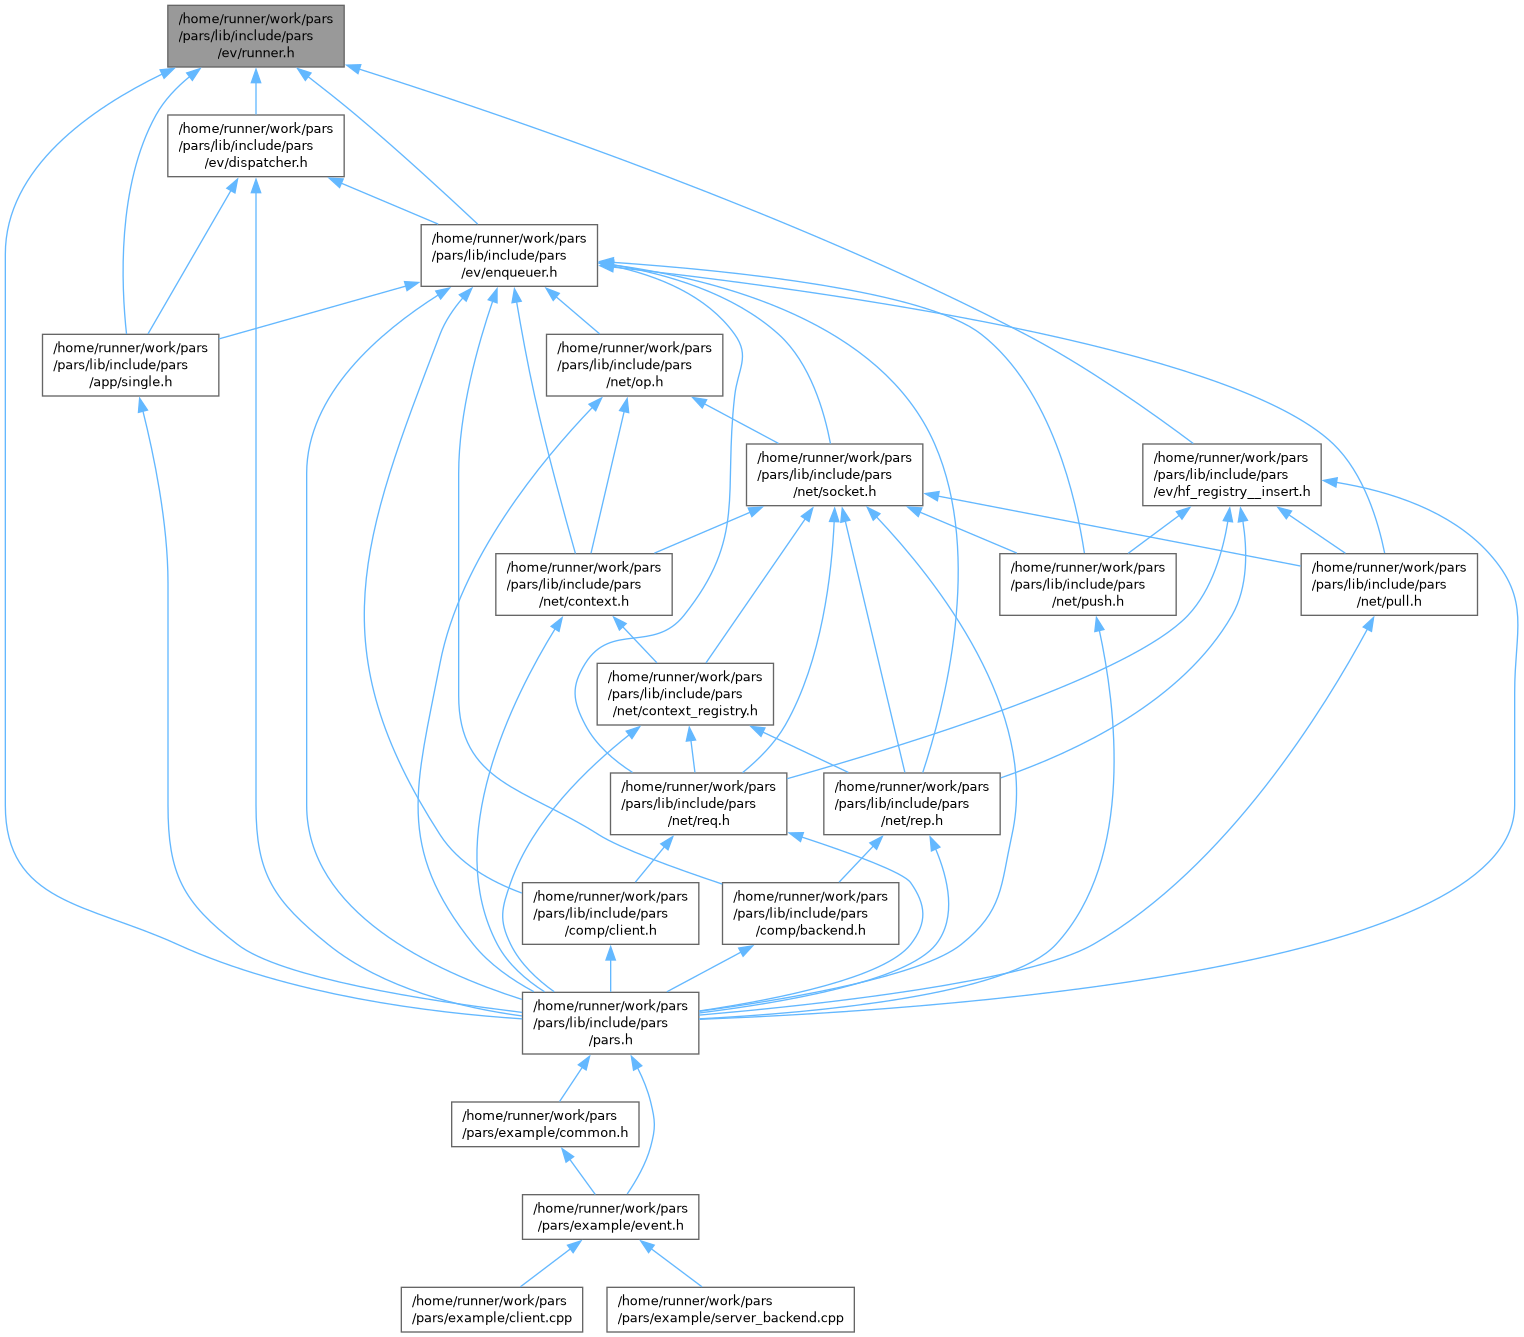 /home/runner/work/pars
/pars/lib/include/pars
/ev/runner.h
/home/runner/work/pars
/pars/lib/include/pars
/ev/dispatcher.h
/home/runner/work/pars
/pars/lib/include/pars
/ev/enqueuer.h
/home/runner/work/pars
/pars/lib/include/pars
/app/single.h
/home/runner/work/pars
/pars/lib/include/pars
/net/op.h
/home/runner/work/pars
/pars/lib/include/pars
/net/socket.h
/home/runner/work/pars
/pars/lib/include/pars
/ev/hf_registry__insert.h
/home/runner/work/pars
/pars/lib/include/pars
/net/context.h
/home/runner/work/pars
/pars/lib/include/pars
/net/push.h
/home/runner/work/pars
/pars/lib/include/pars
/net/pull.h
/home/runner/work/pars
/pars/lib/include/pars
/net/context_registry.h
/home/runner/work/pars
/pars/lib/include/pars
/net/req.h
/home/runner/work/pars
/pars/lib/include/pars
/net/rep.h
/home/runner/work/pars
/pars/lib/include/pars
/comp/client.h
/home/runner/work/pars
/pars/lib/include/pars
/comp/backend.h
/home/runner/work/pars
/pars/lib/include/pars
/pars.h
/home/runner/work/pars
/pars/example/common.h
/home/runner/work/pars
/pars/example/event.h
/home/runner/work/pars
/pars/example/client.cpp
/home/runner/work/pars
/pars/example/server_backend.cpp